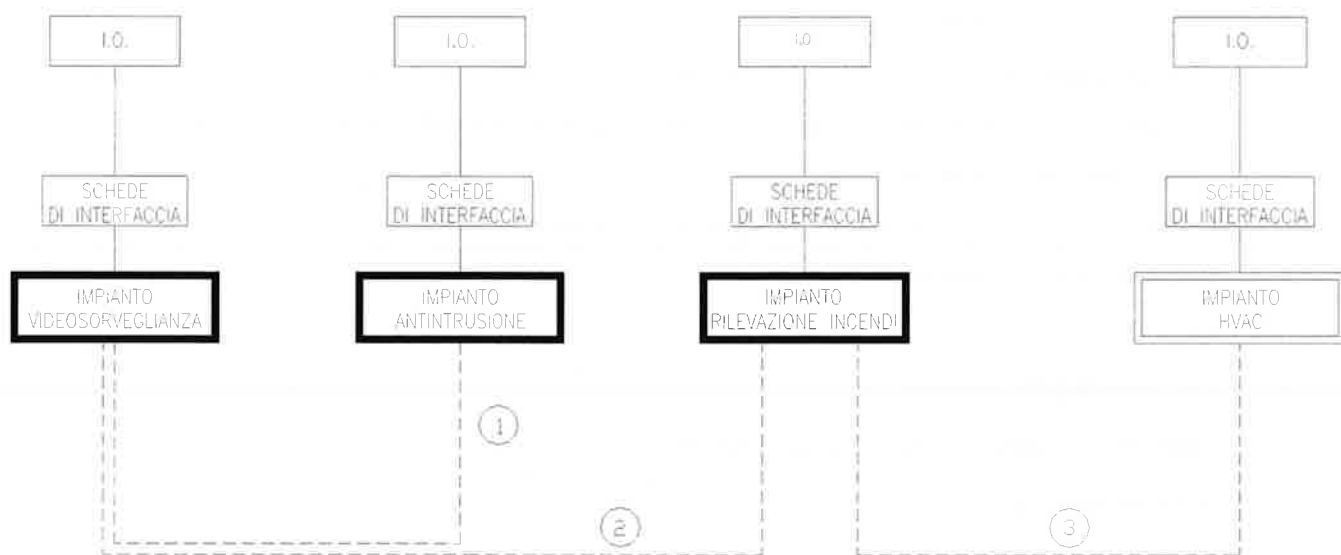 I.O.
I.O.
I.O.
I.O.
SCHEDE
DI INTERFACCIA
SCHEDE
DI INTERFACCIA
SCHEDE
DI INTERFACCIA
SCHEDE
DI INTERFACCIA
IMPIANTO
VIDEOSORVEGLIANZA
IMPIANTO
ANTINTRUSIONE
IMPIANTO
RILEVAZIONE INCENDI
IMPIANTO
HVAC
1
2
3